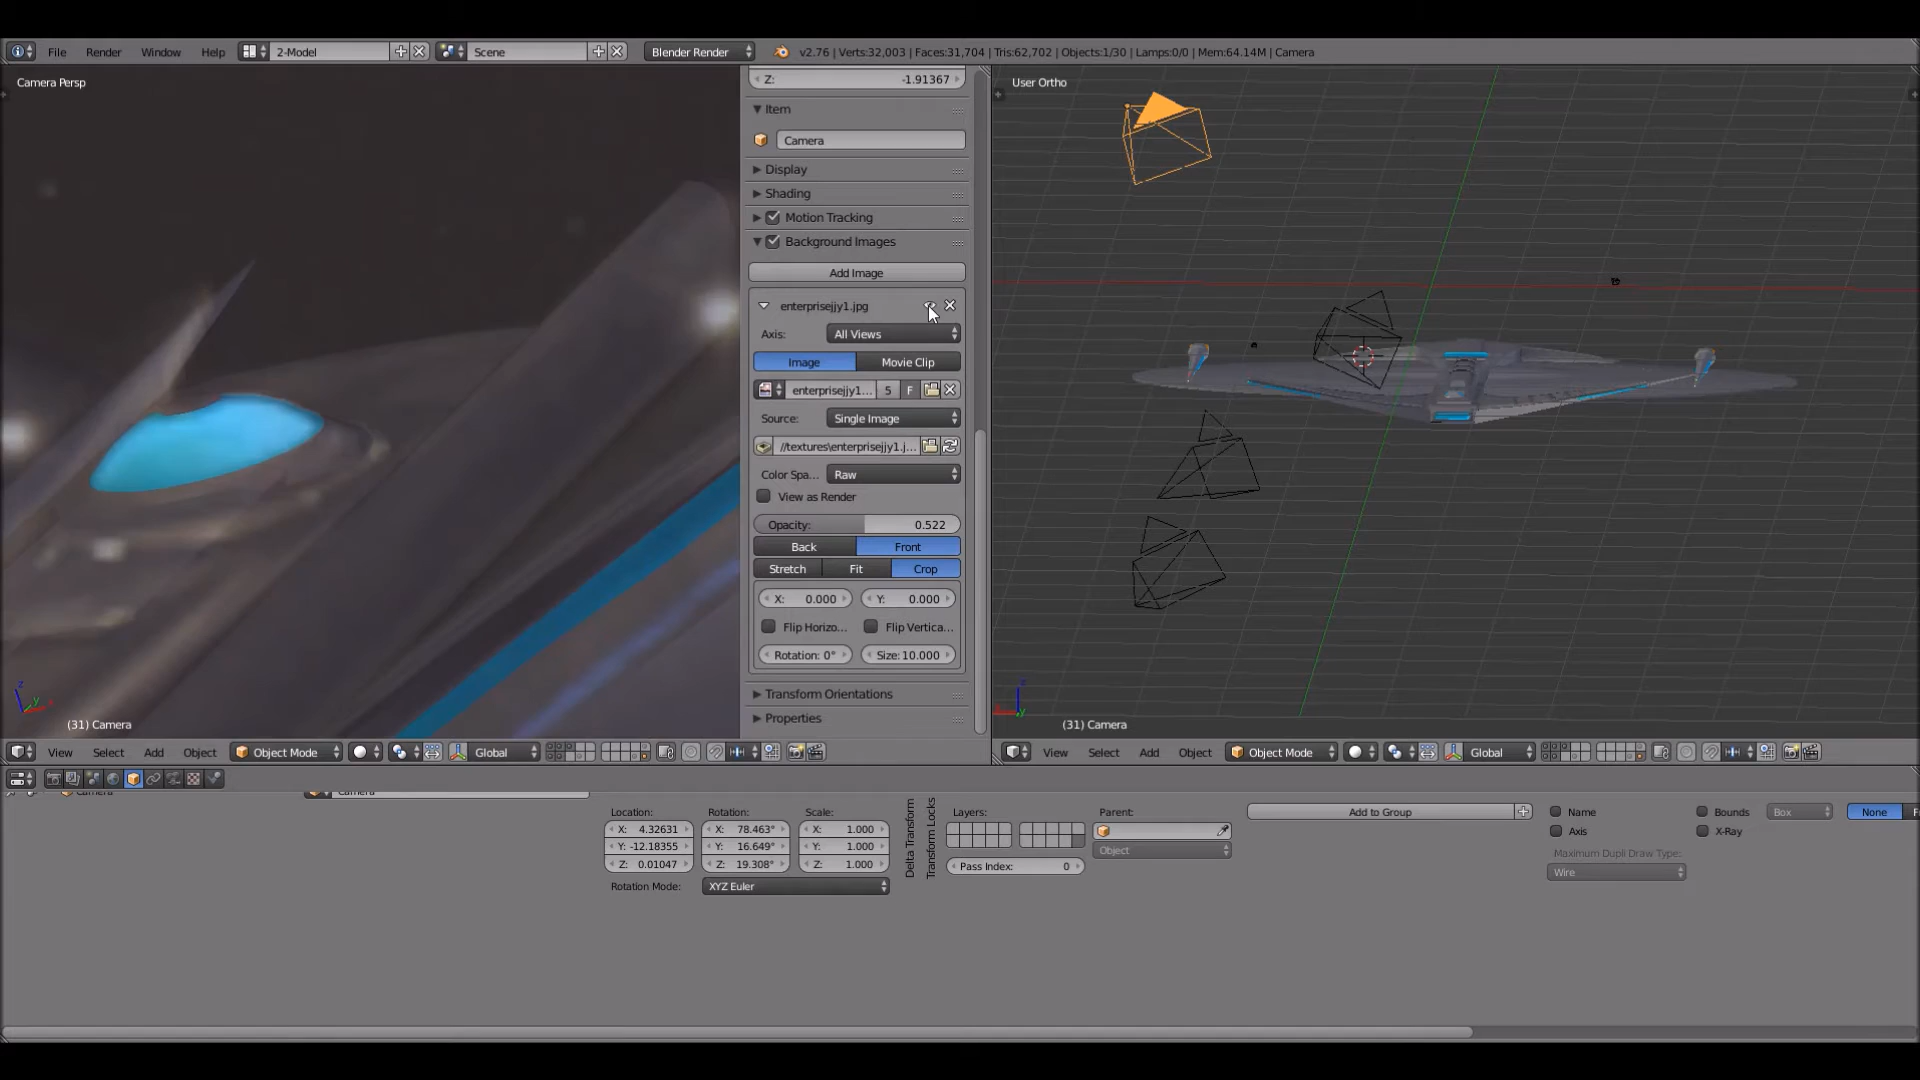 File Render Window Help 2-Model Scene Blender Render v2.76 | Verts:32,003 | Faces:31,704 | Tris:62,702 | Objects:1/30 | Lamps:0/0 | Mem:64.14M | Camera
Camera Persp
Z: -1.91367
Item
Camera
Display
Shading
Motion Tracking
Background Images
Add Image
enterprisejjy1.jpg
Axis: All Views
Image Movie Clip
enterprisejjy1... 5 F
Source: Single Image
//textures\enterprisejjy1.j...
Color Spa... Raw
View as Render
Opacity: 0.522
Back Front
Stretch Fit Crop
X: 0.000 Y: 0.000
Flip Horizo... Flip Vertica...
Rotation: 0° Size: 10.000
Transform Orientations
Properties
z
y
(31) Camera
User Ortho
z
y
(31) Camera
View Select Add Object Object Mode Global
View Select Add Object Object Mode Global
Camera
Camera
Location: Rotation: Scale:
X: 4.32631 X: 78.463° X: 1.000
Y: -12.18355 Y: 16.649° Y: 1.000
Z: 0.01047 Z: 19.308° Z: 1.000
Rotation Mode: XYZ Euler
Delta Transform
Transform Locks
Layers:
Pass Index: 0
Parent:
Object
Add to Group
Name
Axis
Bounds Box
X-Ray
Maximum Dupli Draw Type:
Wire
None F